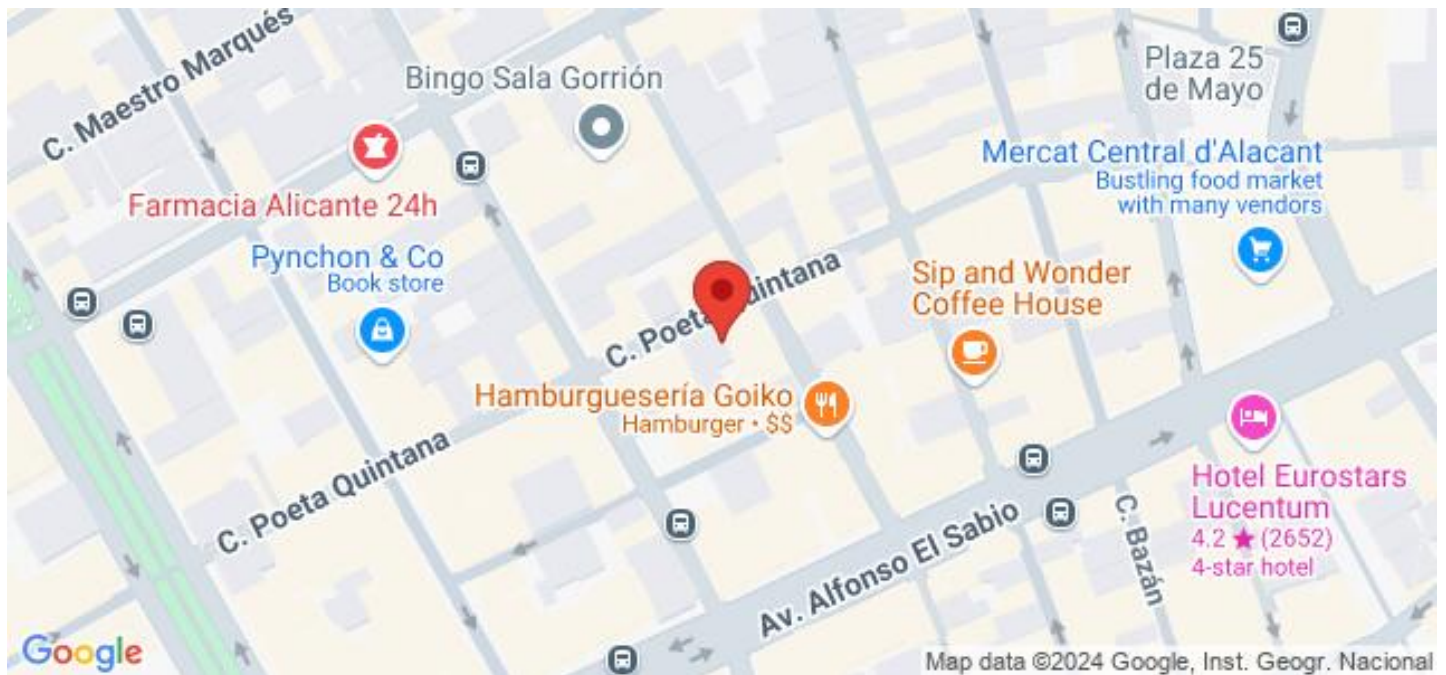 C. Maestro Marqués
Bingo Sala Gorrión
Plaza 25
de Mayo
Mercat Central d'Alacant
Bustling food market
with many vendors
Farmacia Alicante 24h
Pynchon & Co
Book store
C. Poeta Quintana
Sip and Wonder
Coffee House
Hamburguesería Goiko
Hamburger • $$
C. Poeta Quintana
Hotel Eurostars
Lucentum
4.2 ★ (2652)
4-star hotel
Av. Alfonso El Sabio
C. Bazán
Google
Map data ©2024 Google, Inst. Geogr. Nacional